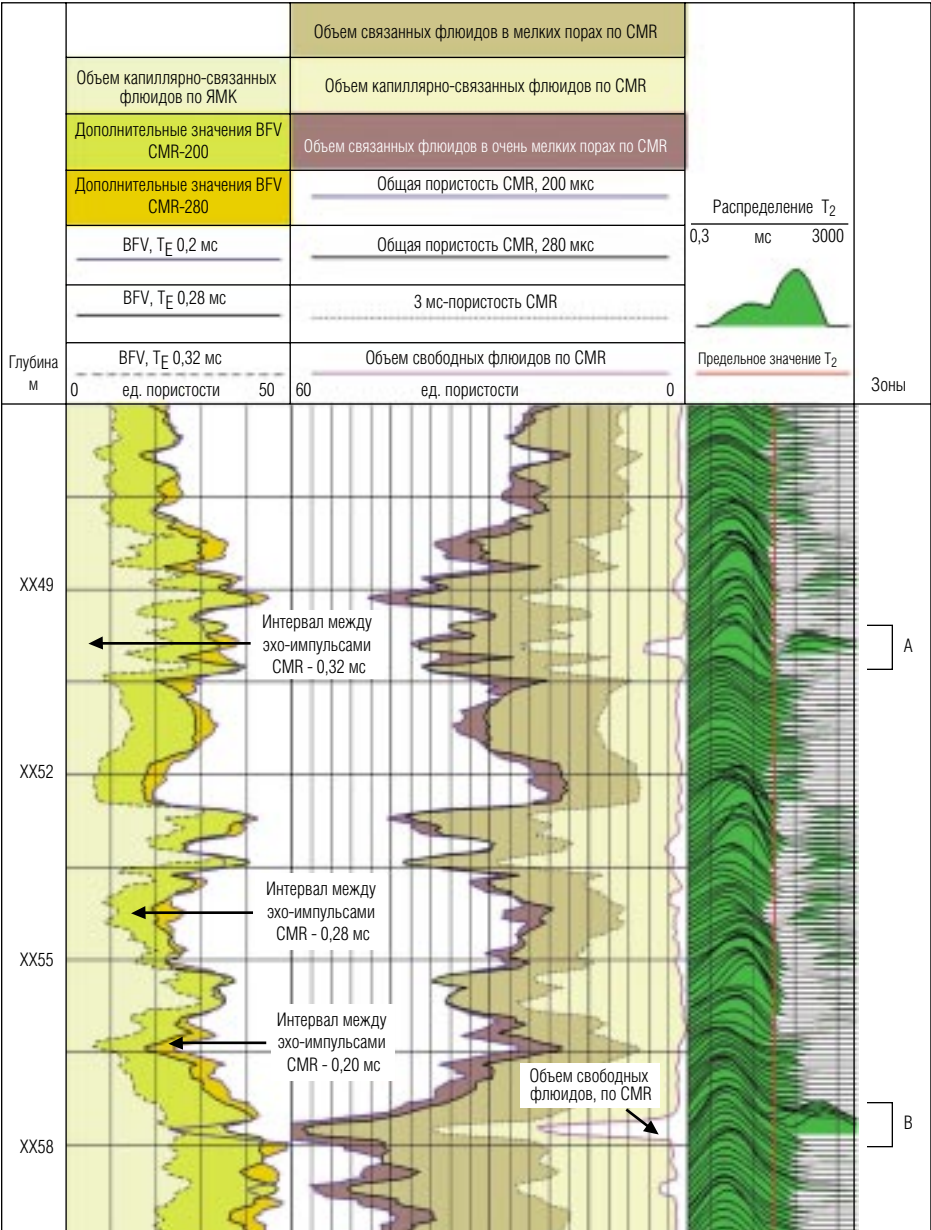 Объем связанных флюидов в мелких порах по CMR
Объем капиллярно-связанных
флюидов по ЯМК
Объем капиллярно-связанных флюидов по CMR
Дополнительные значения BFV
CMR-200
Объем связанных флюидов в очень мелких порах по CMR
Дополнительные значения BFV
CMR-280
Общая пористость CMR, 200 мкс
Распределение T2
0,3 мс 3000
BFV, TE 0,2 мс
Общая пористость CMR, 280 мкс
BFV, TE 0,28 мс
3 мс-пористость CMR
BFV, TE 0,32 мс
Объем свободных флюидов по CMR
Предельное значение T2
Глубина
м
0 ед. пористости 50
60 ед. пористости 0
Зоны
XX49
Интервал между
эхо-импульсами
CMR - 0,32 мс
A
XX52
Интервал между
эхо-импульсами
CMR - 0,28 мс
XX55
Интервал между
эхо-импульсами
CMR - 0,20 мс
Объем свободных
флюидов, по CMR
B
XX58